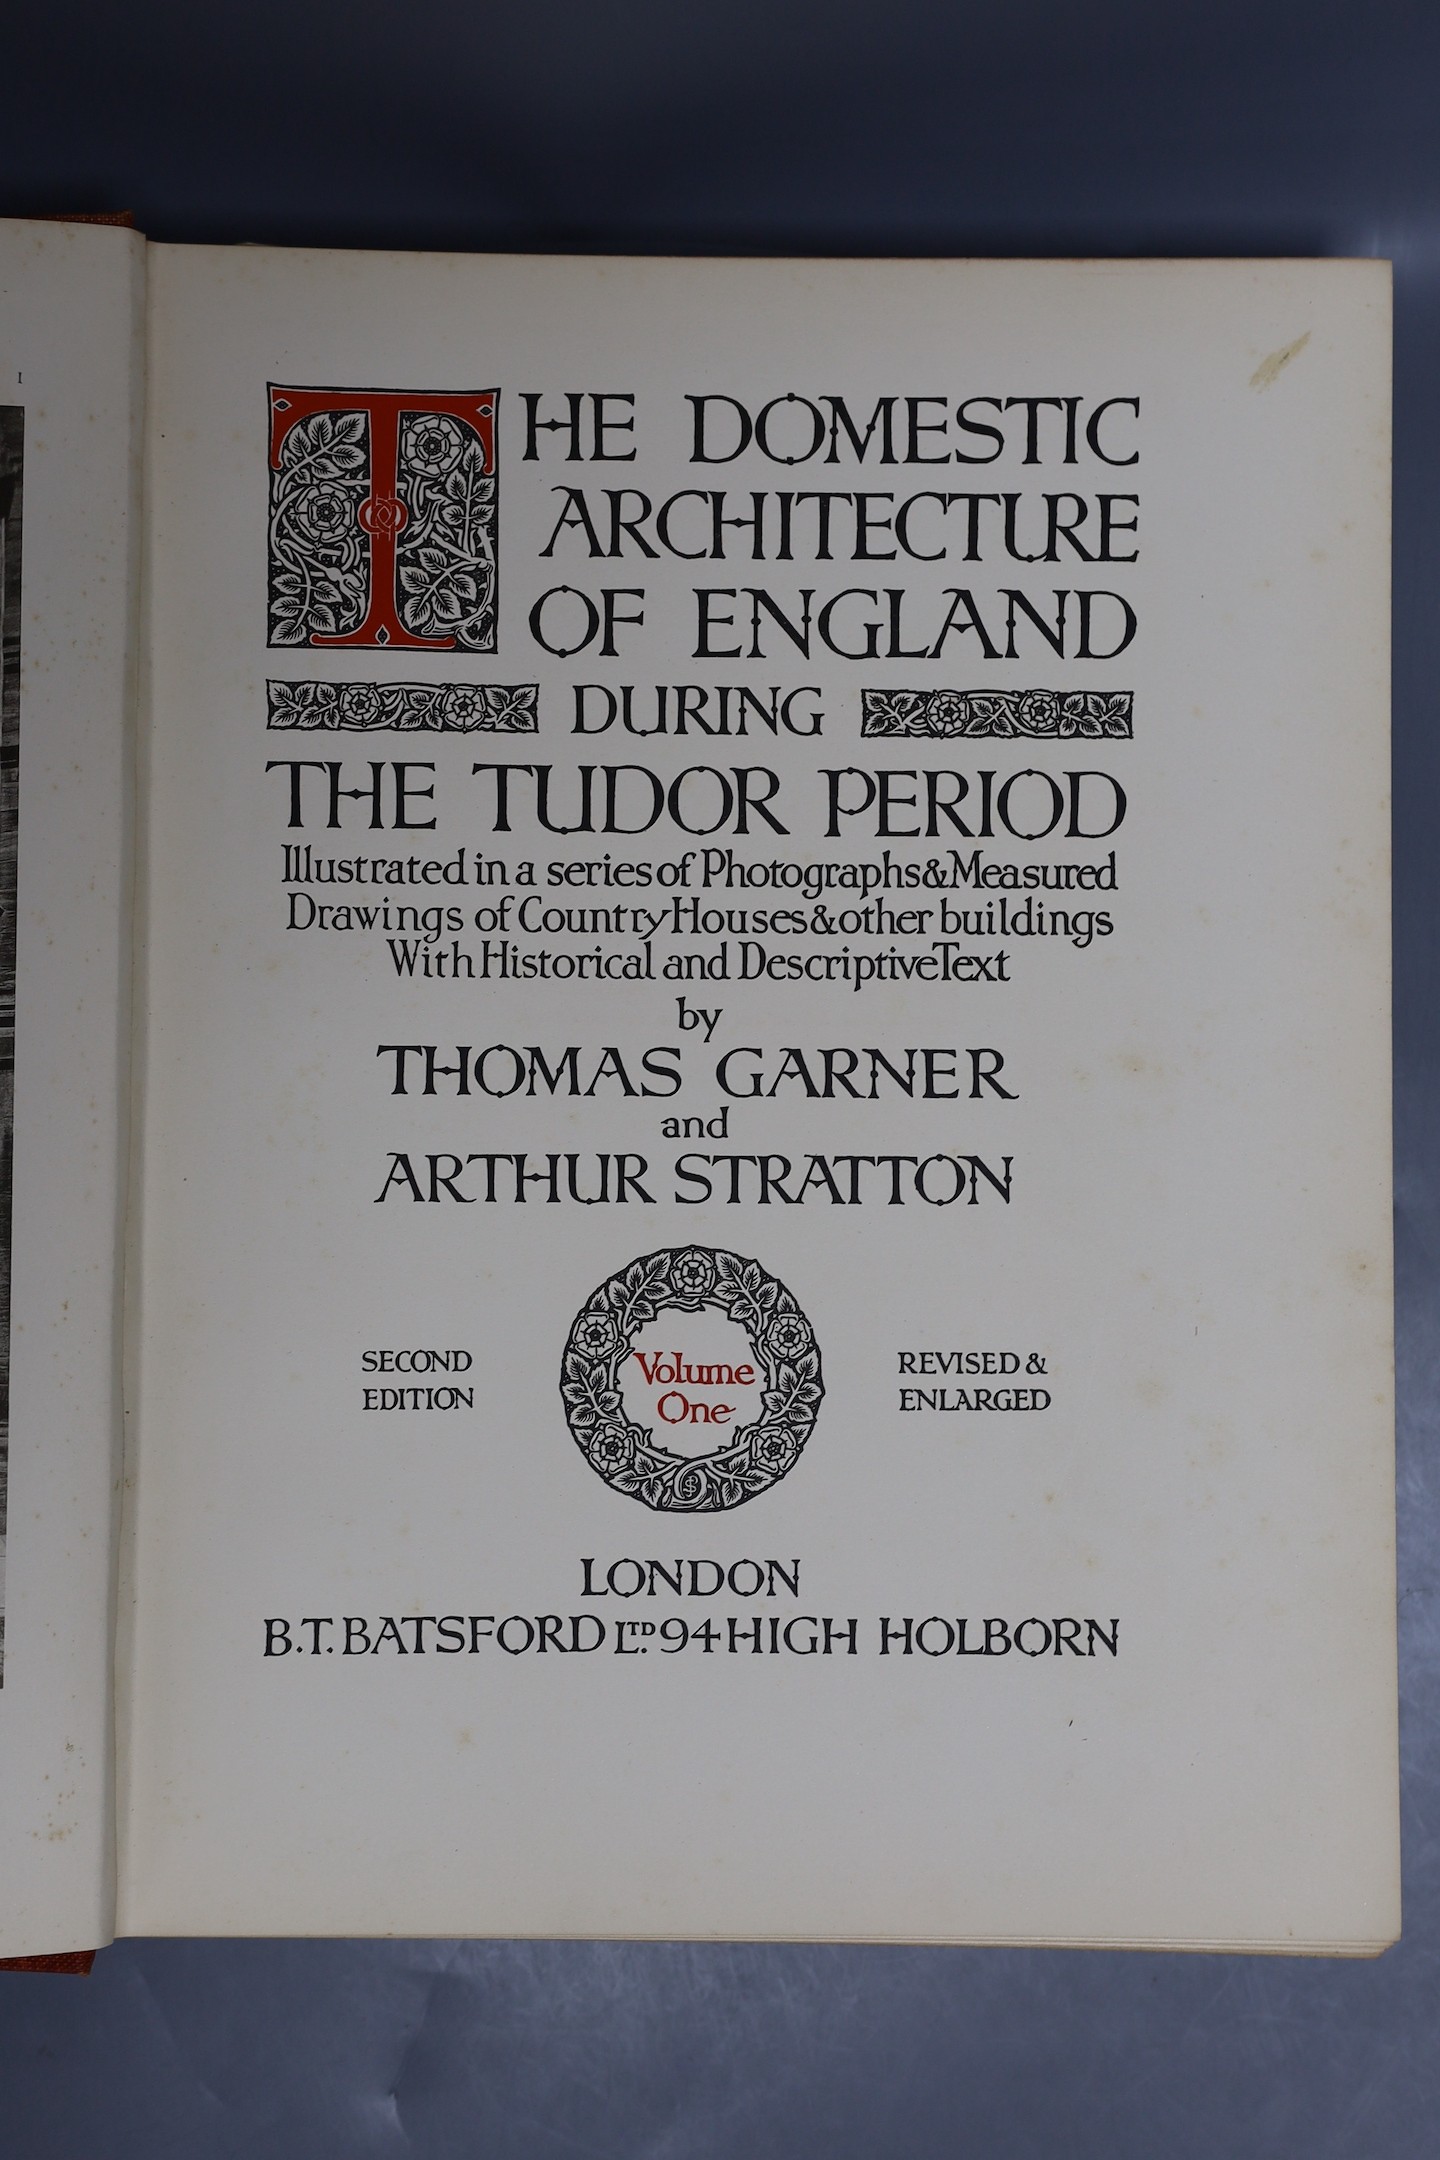 I
THE DOMESTIC
ARCHITECTURE
OF ENGLAND
DURING
THE TUDOR PERIOD
Illustrated in a series of Photographs & Measured
Drawings of Country Houses & other buildings
With Historical and Descriptive Text
by
THOMAS GARNER
and
ARTHUR STRATTON
SECOND
EDITION
Volume
One
REVISED &
ENLARGED
LONDON
B.T. BATSFORD LTD. 94 HIGH HOLBORN